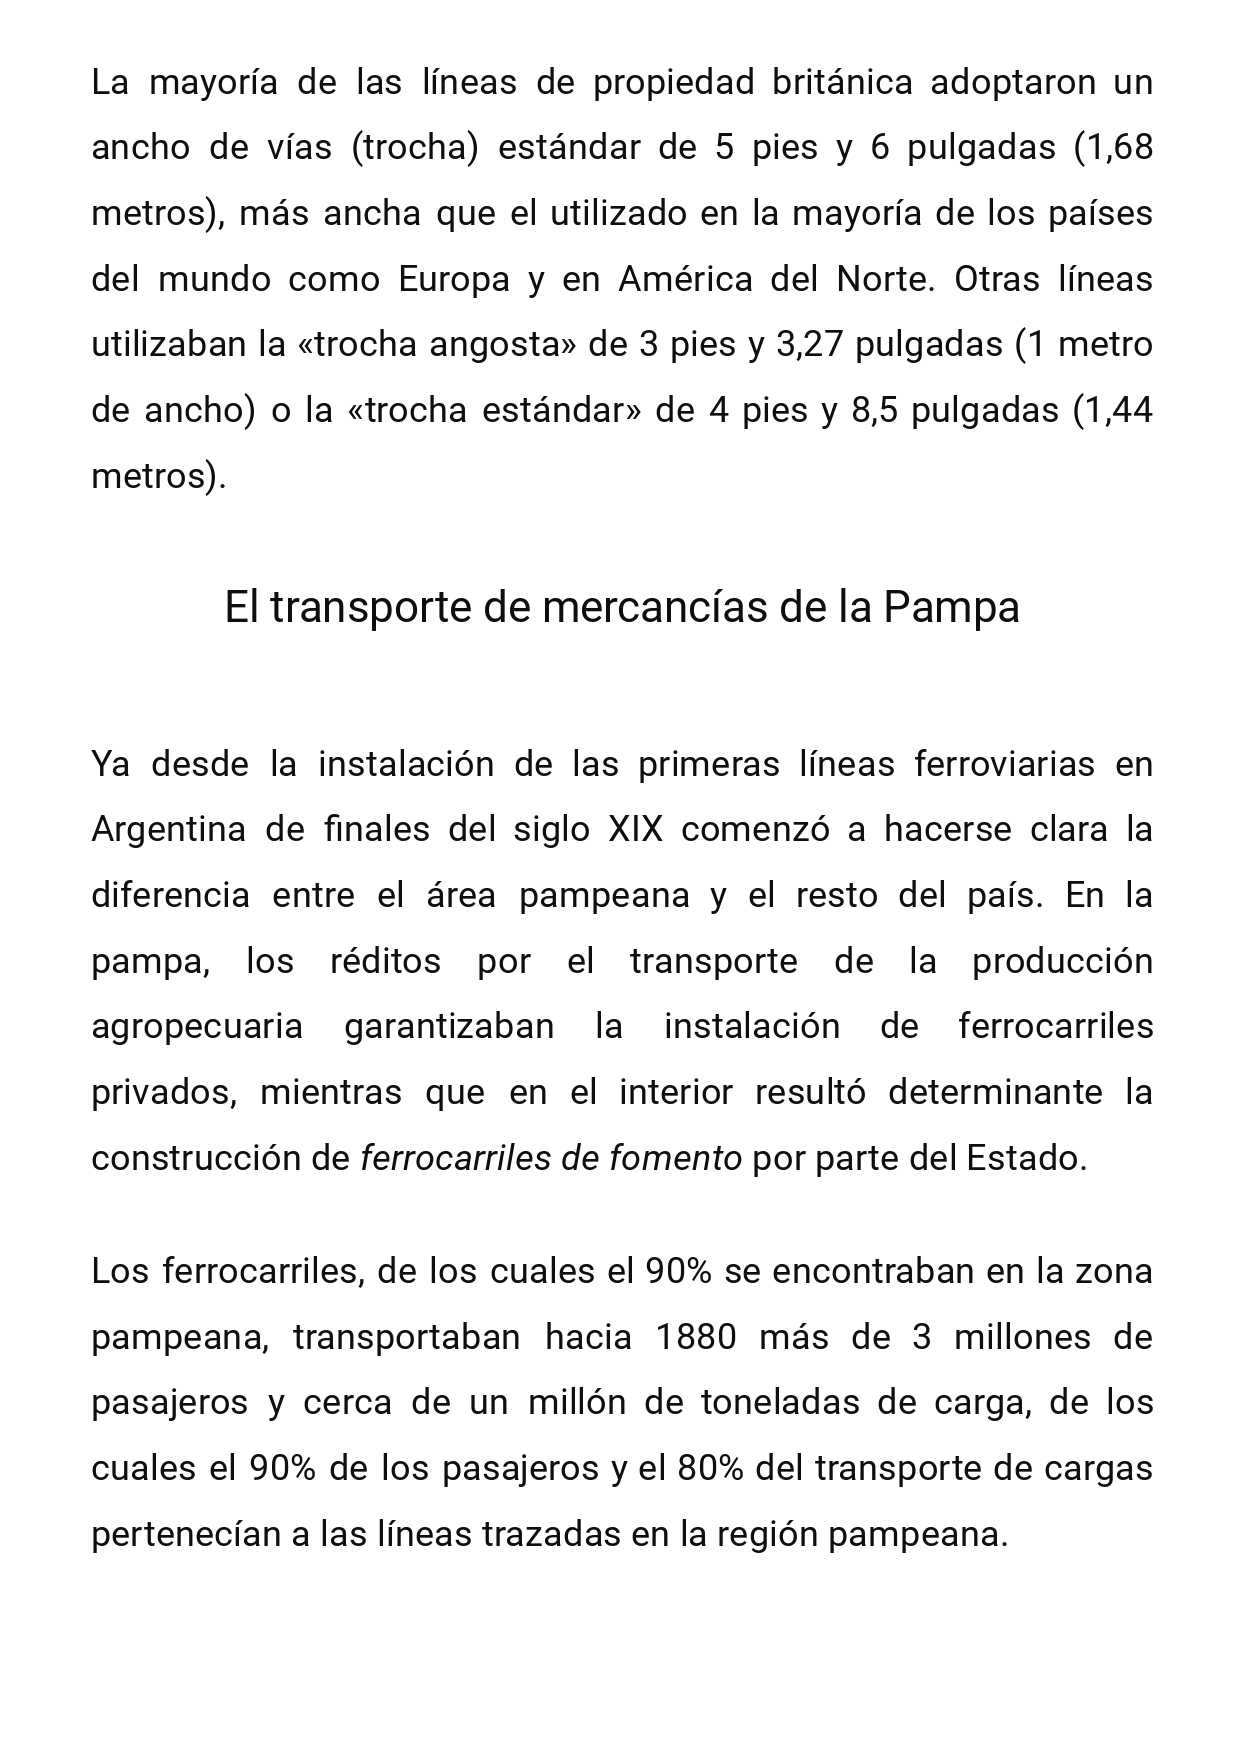 La mayoría de las líneas de propiedad británica adoptaron un
ancho de vías (trocha) estándar de 5 pies y 6 pulgadas (1,68
metros), más ancha que el utilizado en la mayoría de los países
del mundo como Europa y en América del Norte. Otras líneas
utilizaban la «trocha angosta» de 3 pies y 3,27 pulgadas (1 metro
de ancho) o la «trocha estándar» de 4 pies y 8,5 pulgadas (1,44
metros).
El transporte de mercancías de la Pampa
Ya desde la instalación de las primeras líneas ferroviarias en
Argentina de finales del siglo XIX comenzó a hacerse clara la
diferencia entre el área pampeana y el resto del país. En la
pampa, los réditos por el transporte de la producción
agropecuaria garantizaban la instalación de ferrocarriles
privados, mientras que en el interior resultó determinante la
construcción de ferrocarriles de fomento por parte del Estado.
Los ferrocarriles, de los cuales el 90% se encontraban en la zona
pampeana, transportaban hacia 1880 más de 3 millones de
pasajeros y cerca de un millón de toneladas de carga, de los
cuales el 90% de los pasajeros y el 80% del transporte de cargas
pertenecían a las líneas trazadas en la región pampeana.